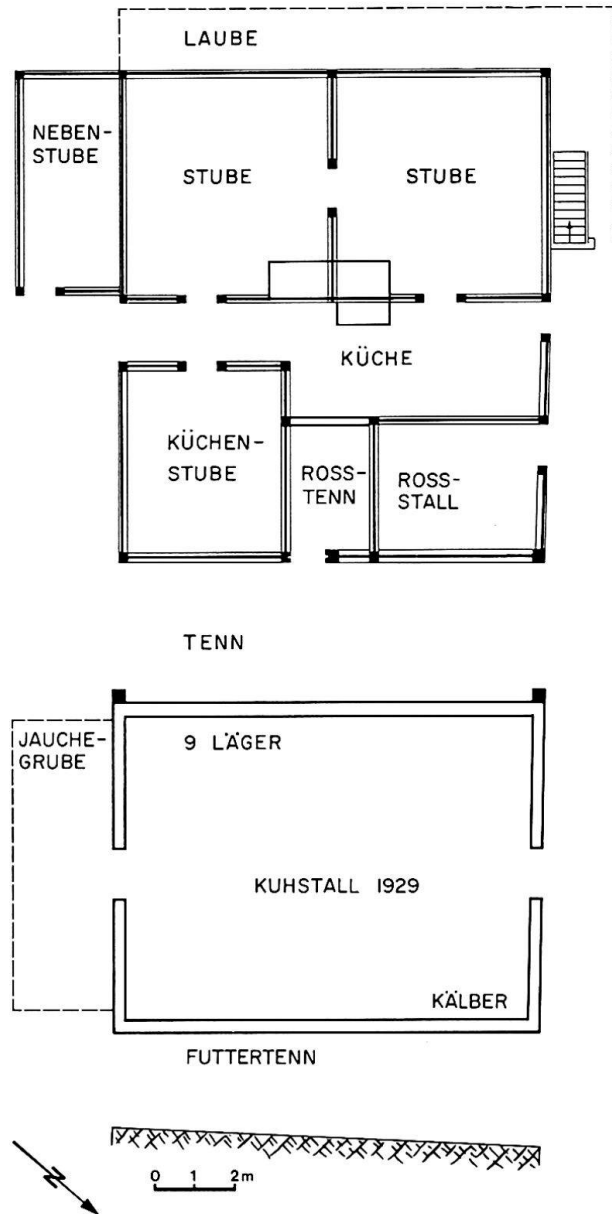 LAUBE
NEBEN-
STUBE
STUBE
STUBE
KÜCHE
KÜCHEN-
STUBE
ROSS-
TENN
ROSS-
STALL
TENN
JAUCHE-
GRUBE
9 LÄGER
KUHSTALL 1929
KÄLBER
FUTTERTENN
N
0 1 2m